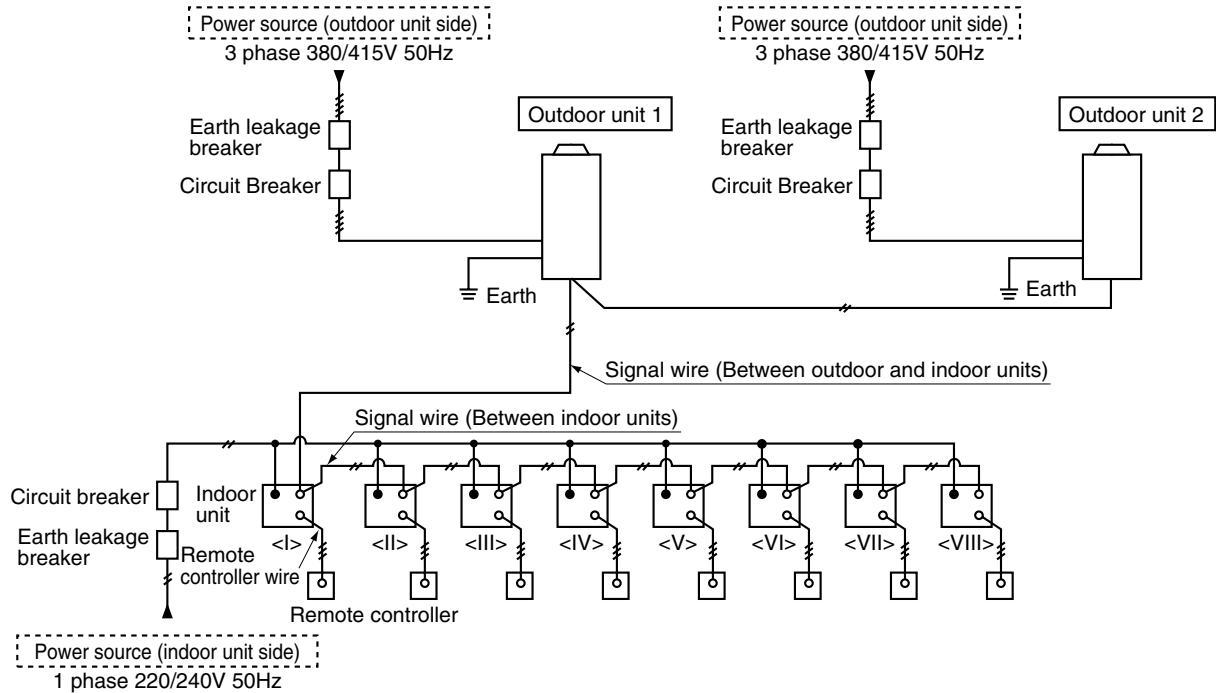 Power source (outdoor unit side)
3 phase 380/415V 50Hz
Power source (outdoor unit side)
3 phase 380/415V 50Hz
Outdoor unit 1
Outdoor unit 2
Earth leakage
breaker
Circuit Breaker
Earth leakage
breaker
Circuit Breaker
Earth
Earth
Signal wire (Between outdoor and indoor units)
Signal wire (Between indoor units)
Circuit breaker
Indoor
unit
Earth leakage
breaker
Remote
controller wire
<I>
<II>
<III>
<IV>
<V>
<VI>
<VII>
<VIII>
Remote controller
Power source (indoor unit side)
1 phase 220/240V 50Hz